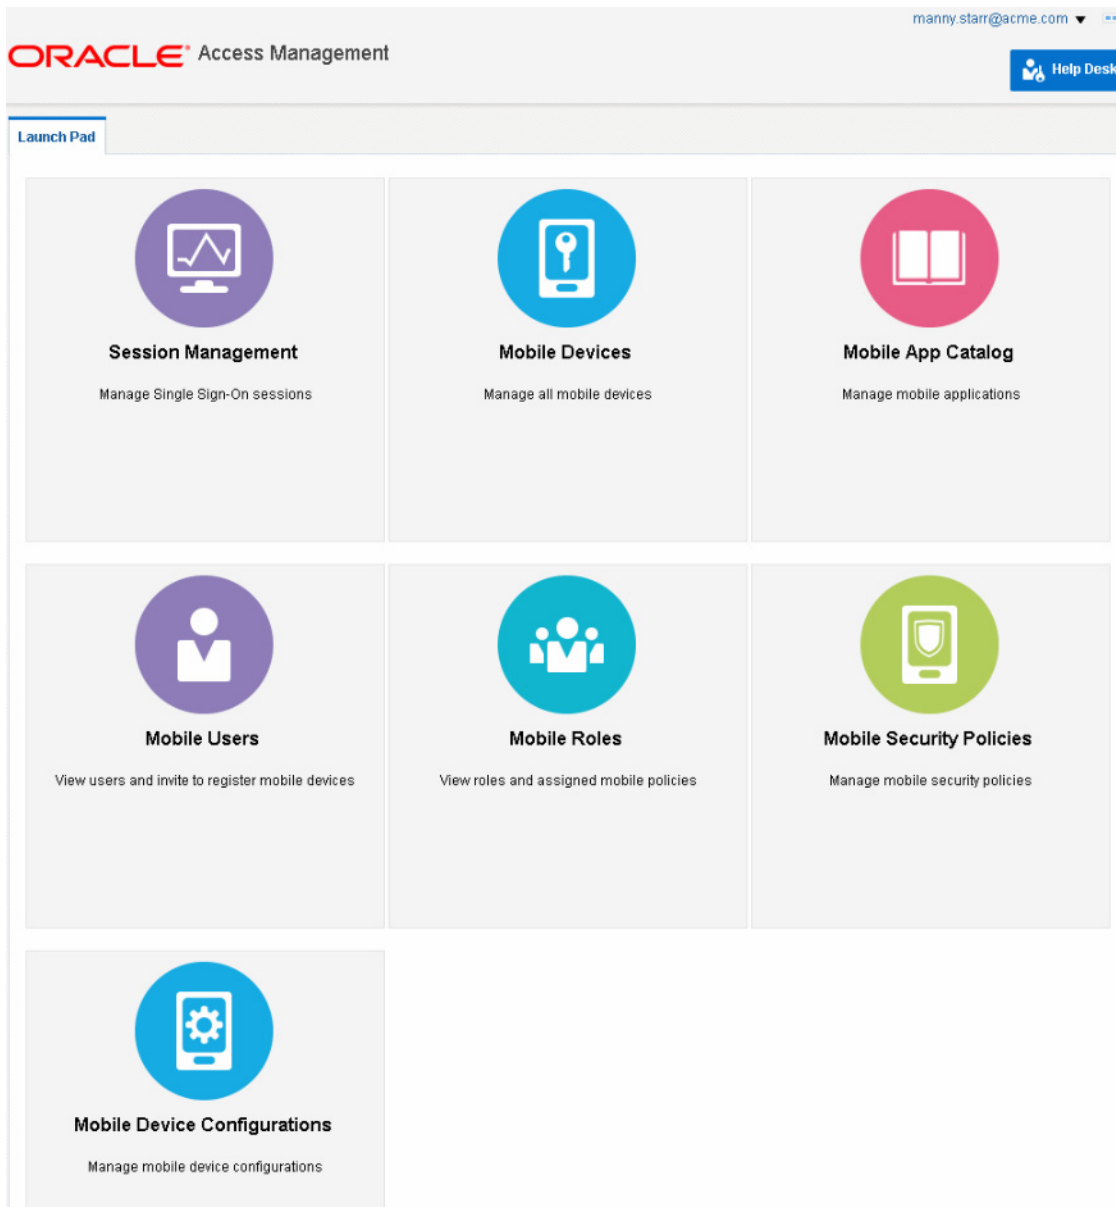 manny.starr@acme.com
ORACLE® Access Management
Help Desk
Launch Pad
Session Management
Manage Single Sign-On sessions
Mobile Devices
Manage all mobile devices
Mobile App Catalog
Manage mobile applications
Mobile Users
View users and invite to register mobile devices
Mobile Roles
View roles and assigned mobile policies
Mobile Security Policies
Manage mobile security policies
Mobile Device Configurations
Manage mobile device configurations